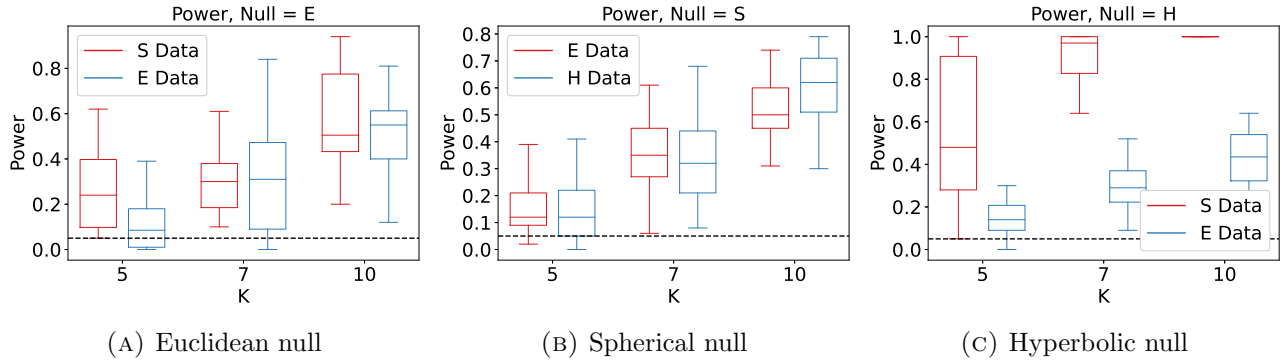 Power, Null = E
Power
0.8
0.6
0.4
0.2
0.0
S Data
E Data
5 7 10
K
(A) Euclidean null
Power, Null = S
Power
0.8
0.7
0.6
0.5
0.4
0.3
0.2
0.1
0.0
E Data
H Data
5 7 10
K
(B) Spherical null
Power, Null = H
Power
1.0
0.8
0.6
0.4
0.2
0.0
S Data
E Data
5 7 10
K
(C) Hyperbolic null